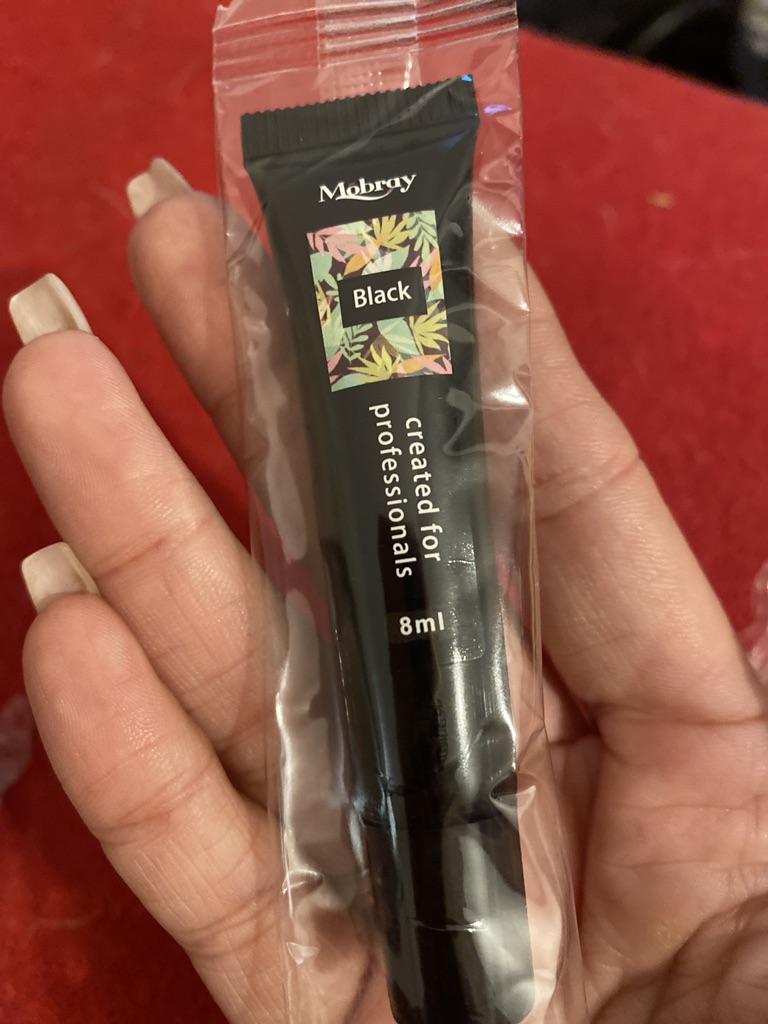 Mobray
Black
created for
professionals
8ml